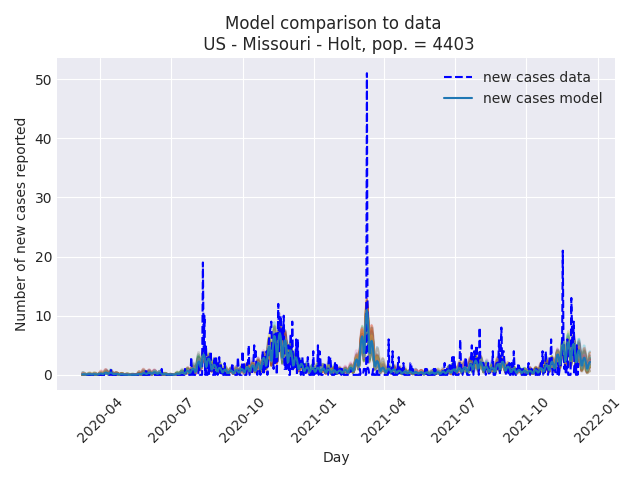 Model comparison to data
US - Missouri - Holt, pop. = 4403
new cases data
new cases model
Number of new cases reported
50
40
30
20
10
0
2020-04
2020-07
2020-10
2021-01
2021-04
2021-07
2021-10
2022-01
Day